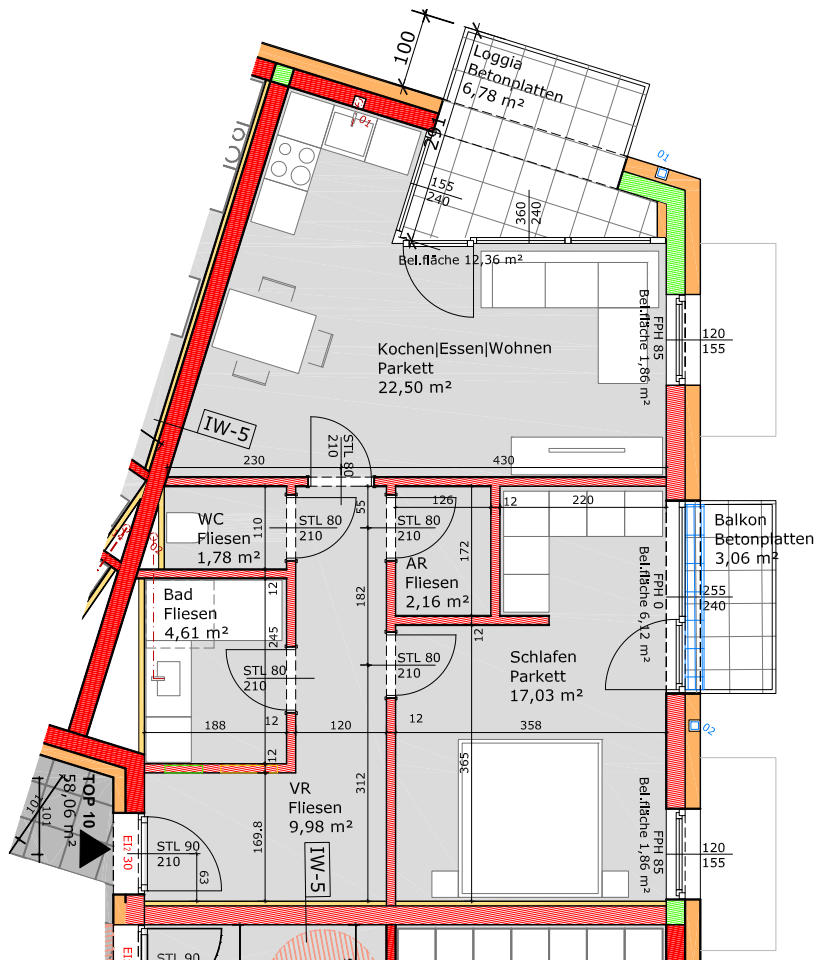 100
Loggia
Betonplatten
6,78 m²
291
01
01
155
240
360
240
Bel.fläche 12,36 m²
Kochen|Essen|Wohnen
Parkett
22,50 m²
FPH 85
Bel.fläche 1,86 m²
120
155
IW-5
230
STL 80
210
430
WC
Fliesen
1,78 m²
110
STL 80
210
55
STL 80
210
126
12
220
172
AR
Fliesen
2,16 m²
Balkon
Betonplatten
3,06 m²
FPH 0
Bel.fläche 6,12 m²
255
240
02
Bad
Fliesen
4,61 m²
12
245
182
12
STL 80
210
STL 80
210
Schlafen
Parkett
17,03 m²
188
12
120
12
358
02
12
312
365
VR
Fliesen
9,98 m²
TOP 10
58,06 m²
101
101
EI₂ 30
STL 90
210
63
169.8
IW-5
FPH 85
Bel.fläche 1,86 m²
120
155
STL 90